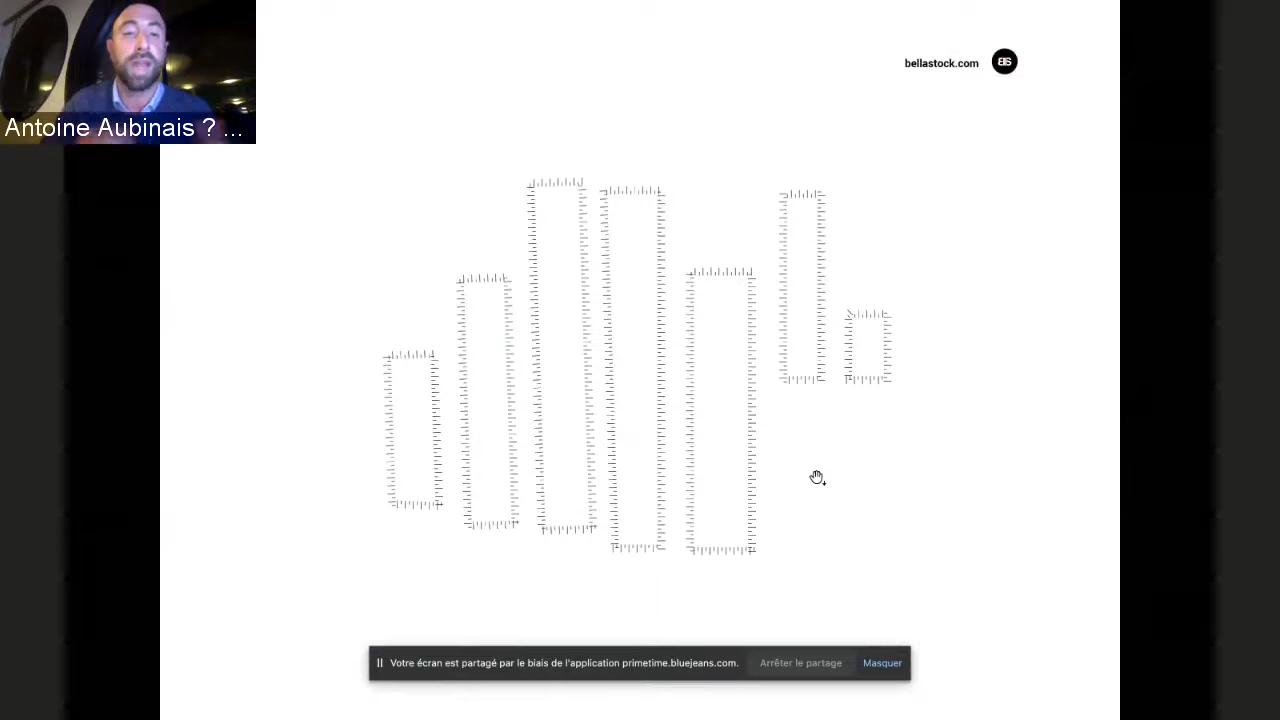 bellastock.com
BS
Antoine Aubinais ? ...
Votre écran est partagé par le biais de l'application primetime.bluejeans.com.
Arrêter le partage
Masquer